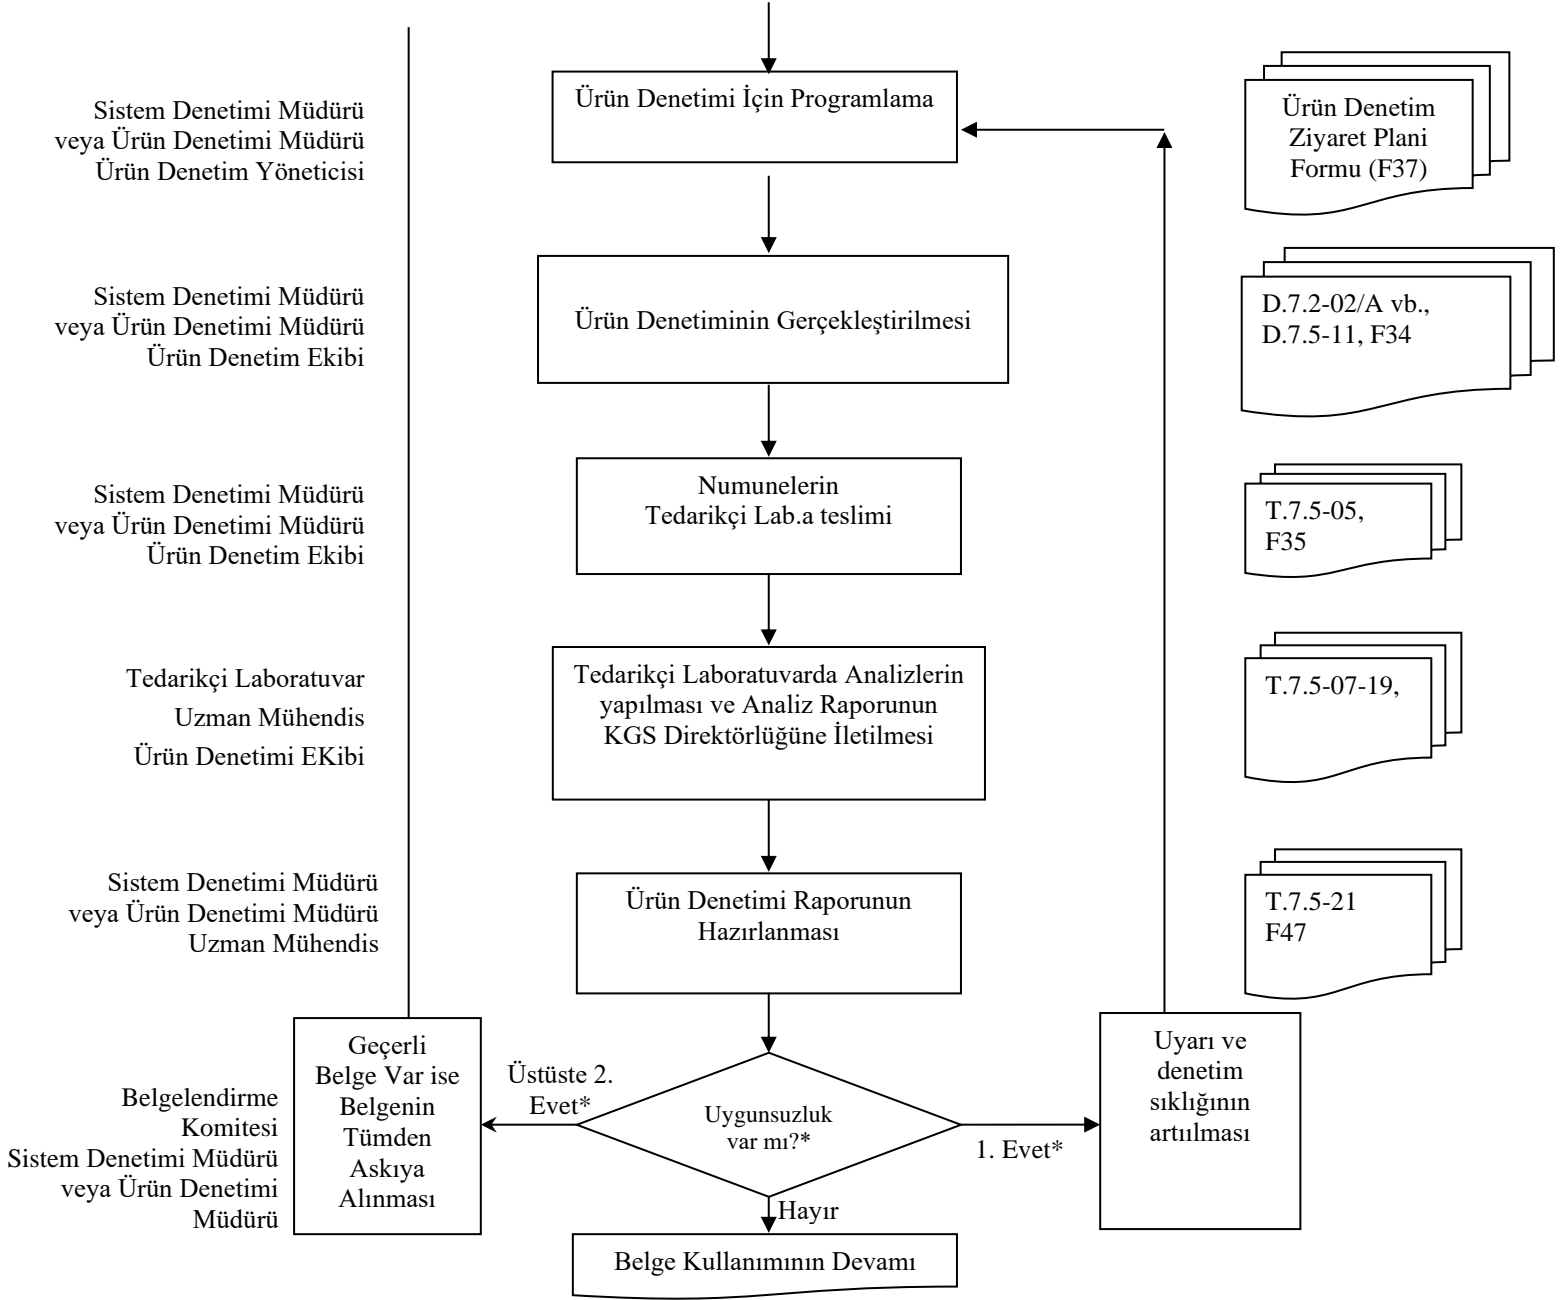 Sistem Denetimi Müdürü
veya Ürün Denetimi Müdürü
Ürün Denetim Yöneticisi
Ürün Denetimi İçin Programlama
Ürün Denetim
Ziyaret Plani
Formu (F37)
Sistem Denetimi Müdürü
veya Ürün Denetimi Müdürü
Ürün Denetim Ekibi
Ürün Denetiminin Gerçekleştirilmesi
D.7.2-02/A vb.,
D.7.5-11, F34
Sistem Denetimi Müdürü
veya Ürün Denetimi Müdürü
Ürün Denetim Ekibi
Numunelerin
Tedarikçi Lab.a teslimi
T.7.5-05,
F35
Tedarikçi Laboratuvar
Uzman Mühendis
Ürün Denetimi EKibi
Tedarikçi Laboratuvarda Analizlerin
yapılması ve Analiz Raporunun
KGS Direktörlüğüne İletilmesi
T.7.5-07-19,
Sistem Denetimi Müdürü
veya Ürün Denetimi Müdürü
Uzman Mühendis
Ürün Denetimi Raporunun
Hazırlanması
T.7.5-21
F47
Belgelendirme
Komitesi
Sistem Denetimi Müdürü
veya Ürün Denetimi
Müdürü
Geçerli
Belge Var ise
Belgenin
Tümden
Askıya
Alınması
Üstüste 2.
Evet*
Uygunsuzluk
var mı?*
1. Evet*
Uyarı ve
denetim
sıklığının
artıılması
Hayır
Belge Kullanımının Devamı